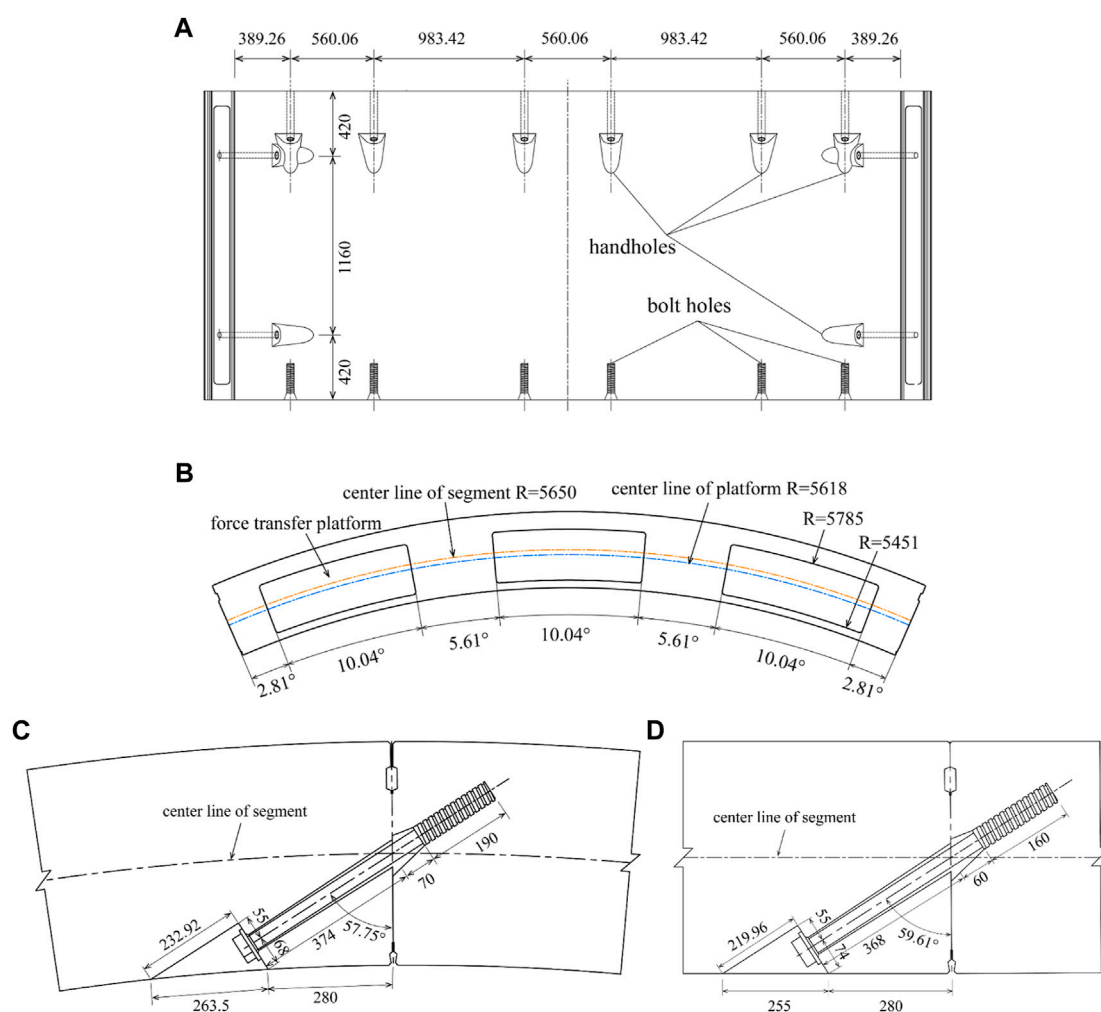 A
389.26 560.06 983.42 560.06 983.42 560.06 389.26
420
1160
420
handholes
bolt holes
B
center line of segment R=5650
center line of platform R=5618
force transfer platform
R=5785
R=5451
2.81° 10.04° 5.61° 10.04° 5.61° 10.04° 2.81°
C
center line of segment
190
70
57.75°
374
55
68
232.92
263.5 280
D
center line of segment
160
60
59.61°
368
55
74
219.96
255 280